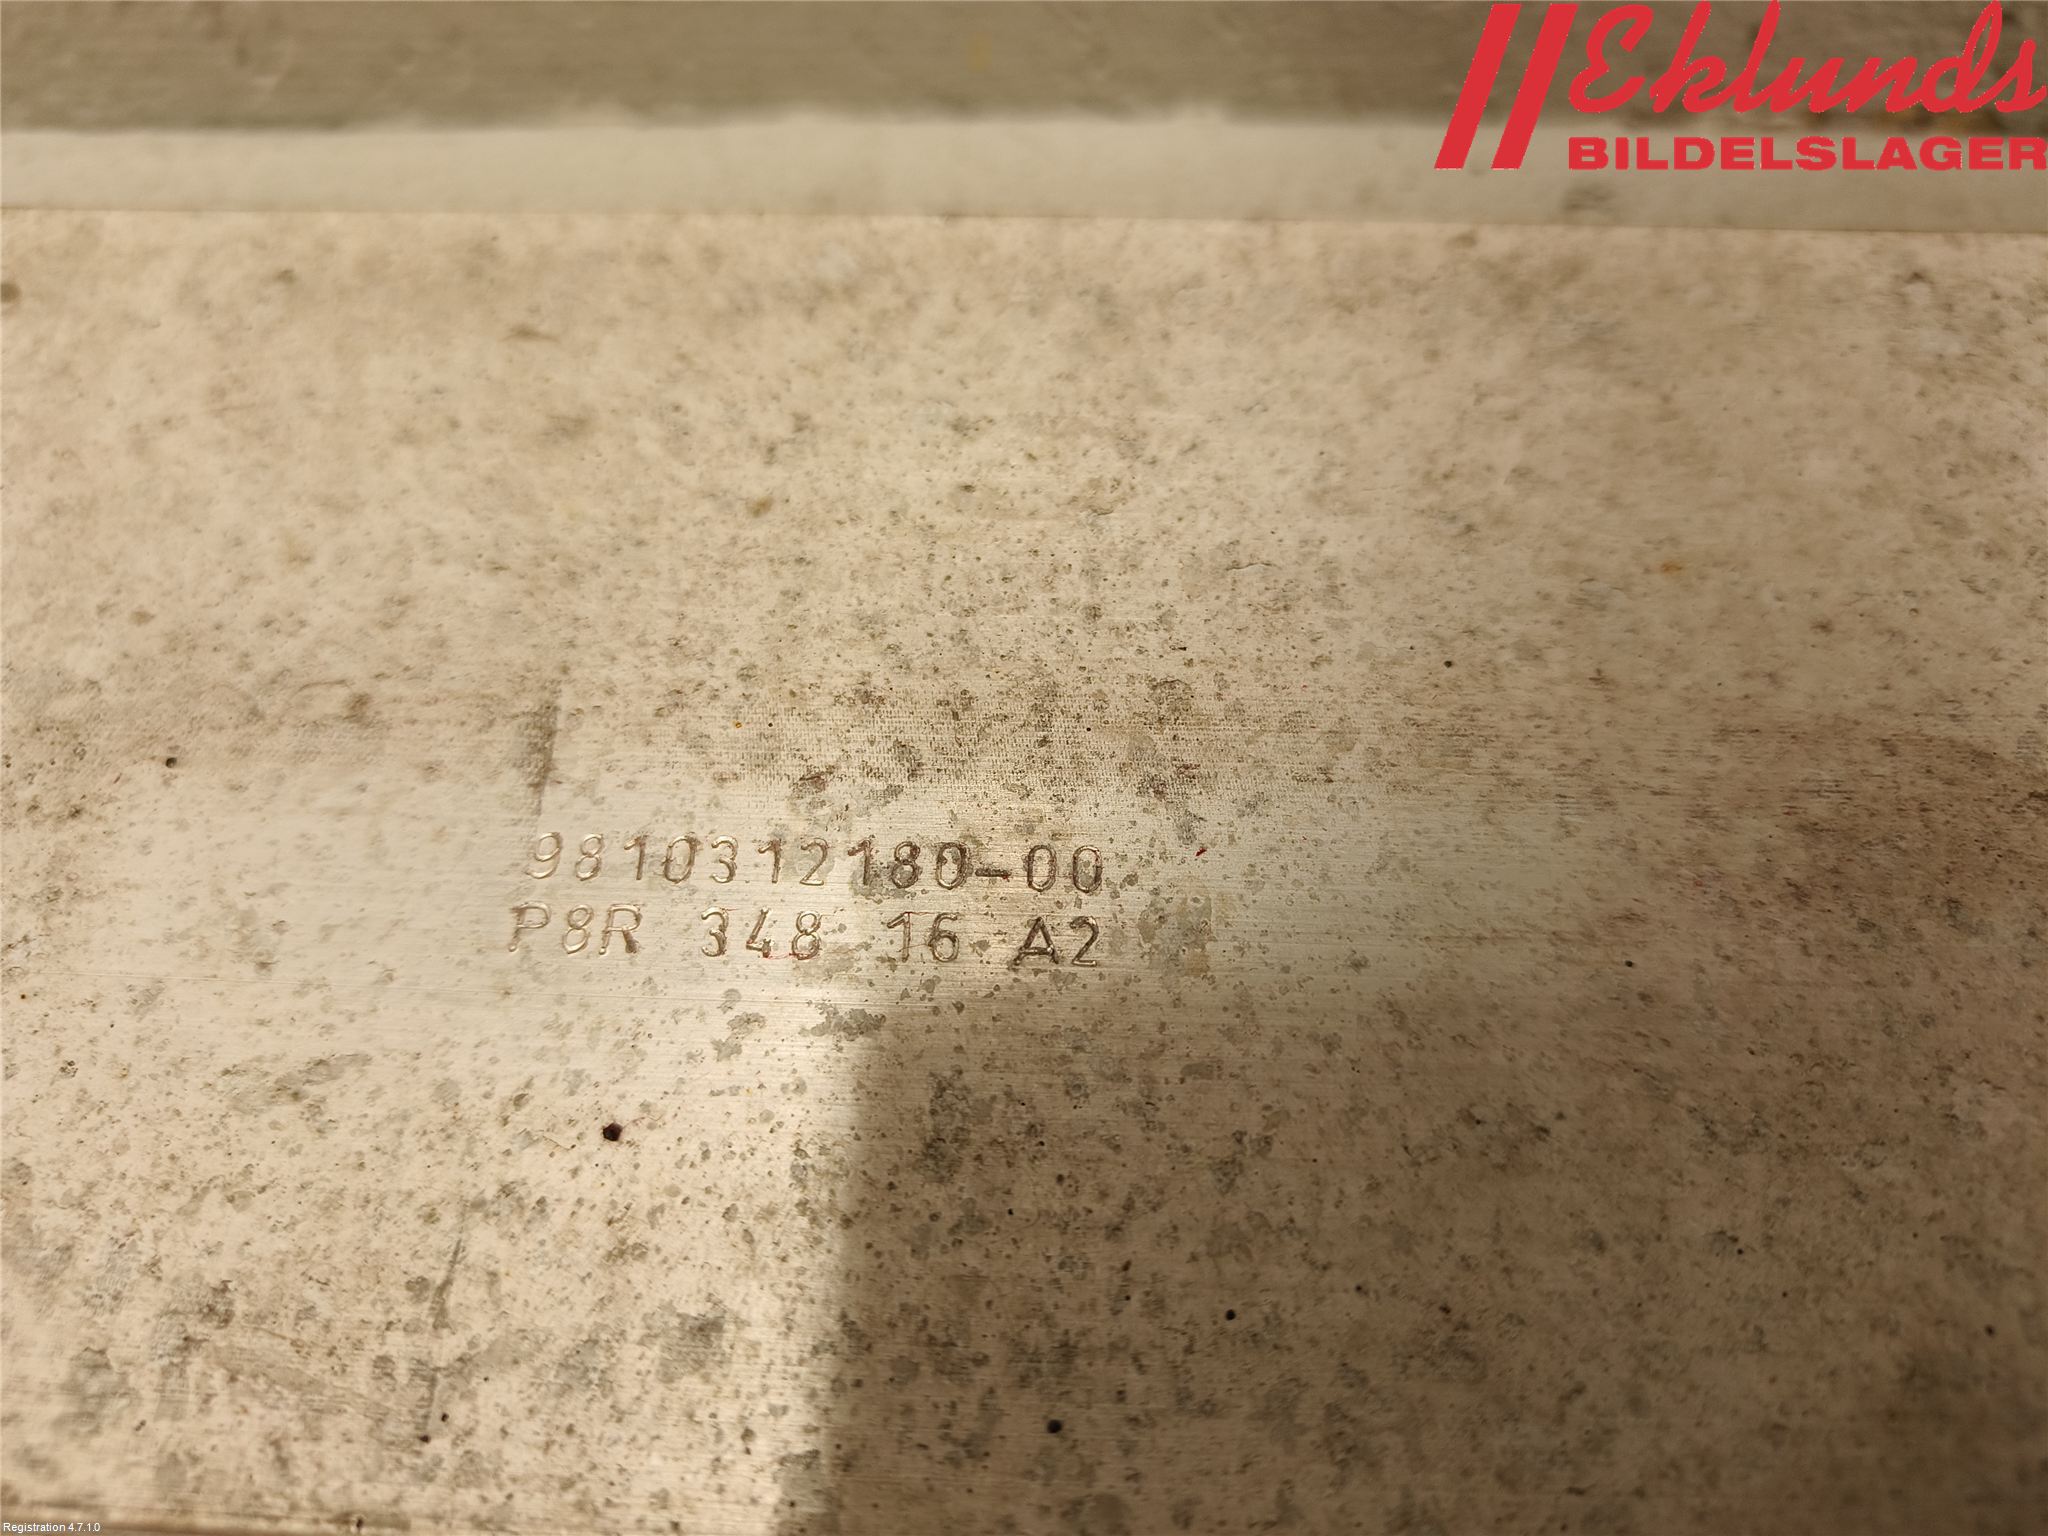 Eklunds
BILDELSLAGER
9810312180-00
P8R 348 16 A2
Registration 4.7.1.0